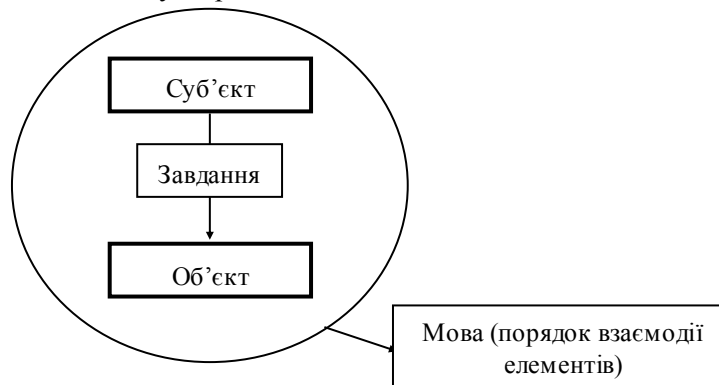 Суб’єкт
Завдання
Об’єкт
Мова (порядок взаємодії
елементів)